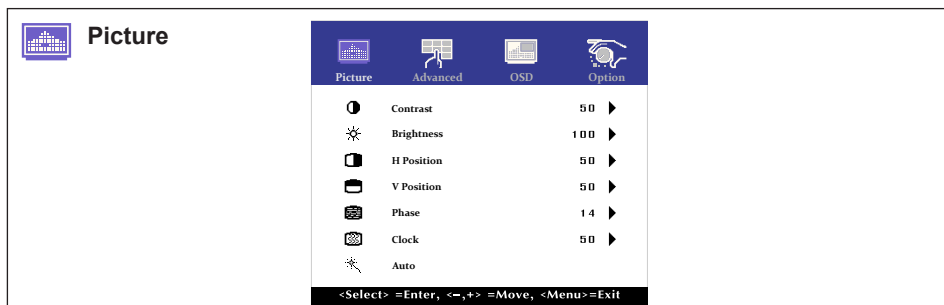 Picture
Picture Advanced OSD Option
Contrast 50
Brightness 100
H Position 50
V Position 50
Phase 14
Clock 50
Auto
<Select> =Enter, <–,+> =Move, <Menu>=Exit